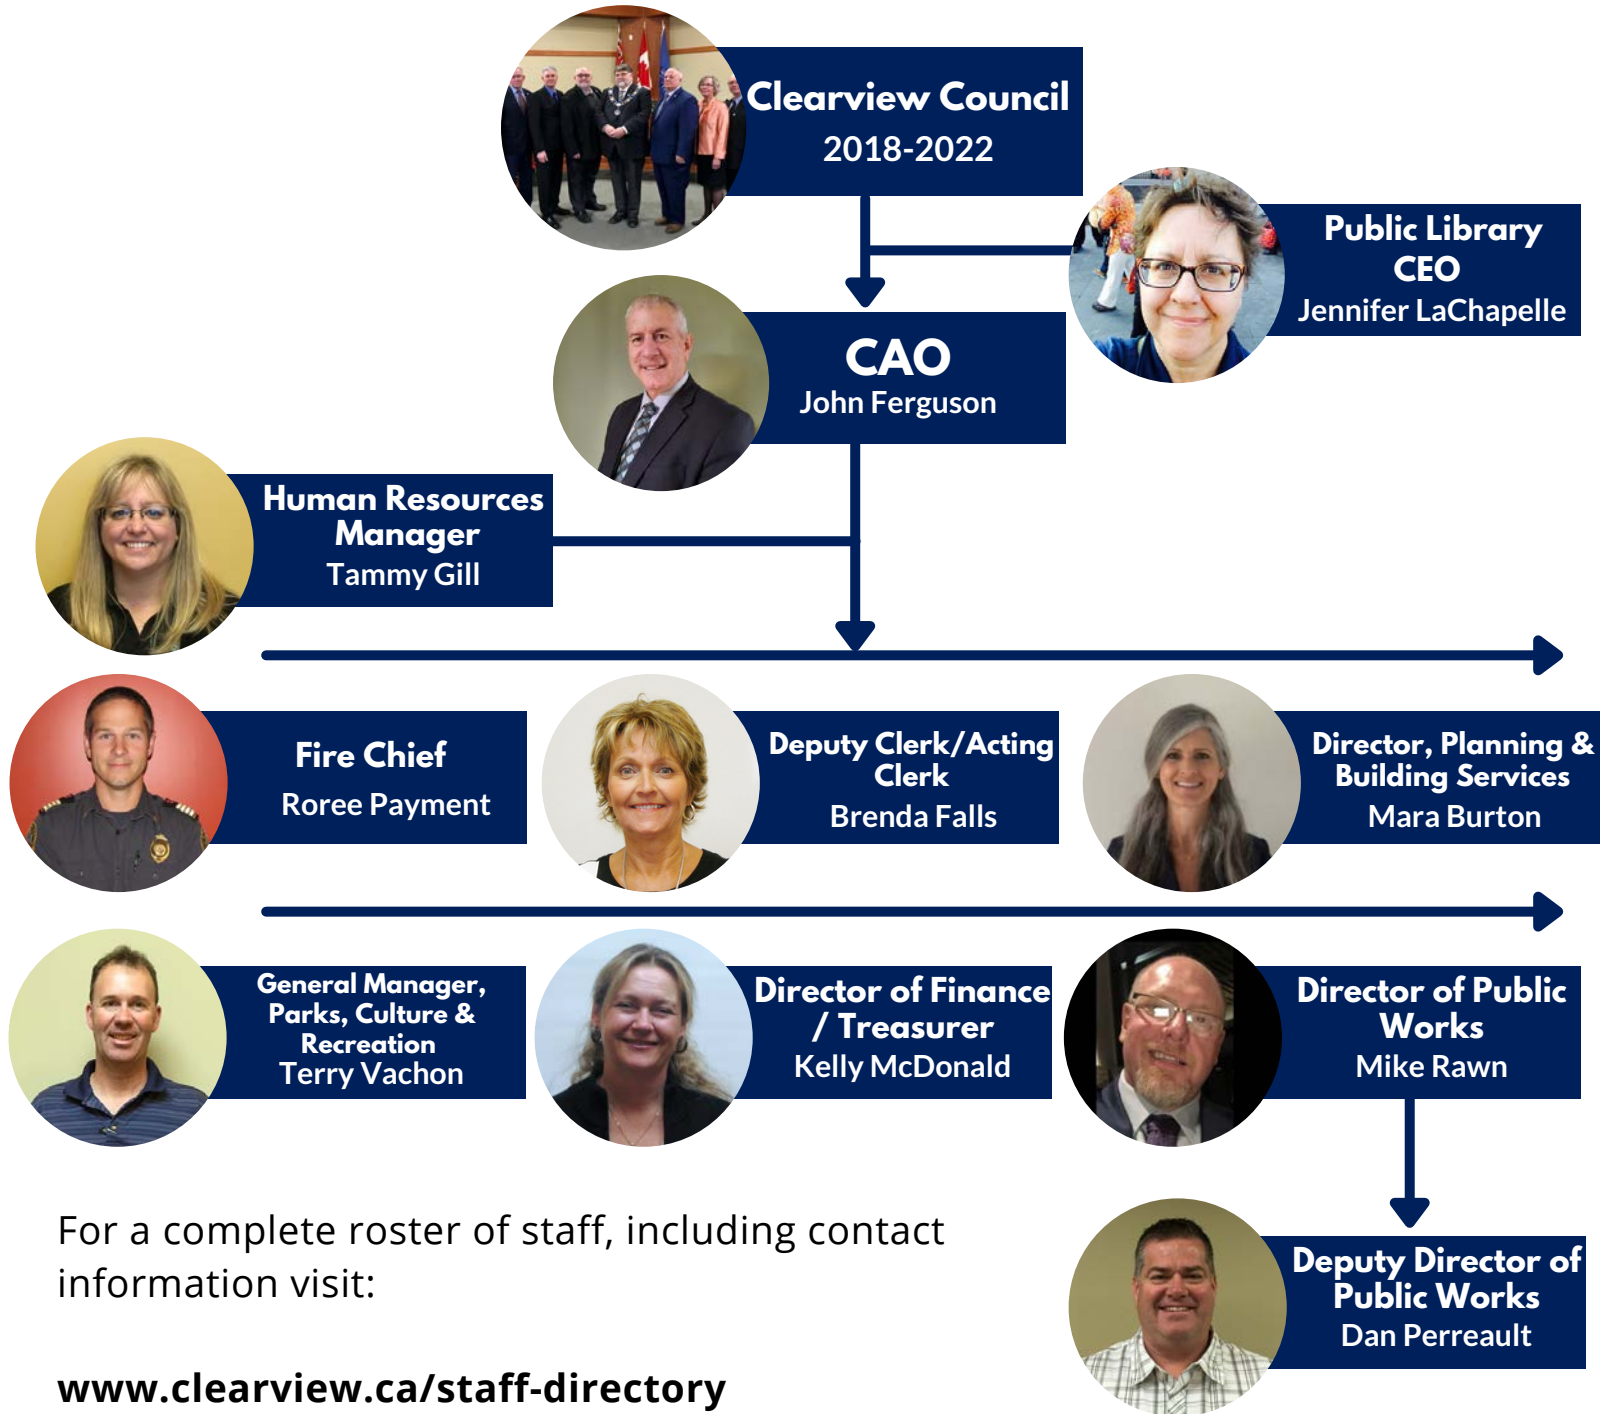 Clearview Council
2018-2022
Public Library
CEO
Jennifer LaChapelle
CAO
John Ferguson
Human Resources
Manager
Tammy Gill
Fire Chief
Roree Payment
Deputy Clerk/Acting
Clerk
Brenda Falls
Director, Planning &
Building Services
Mara Burton
General Manager,
Parks, Culture &
Recreation
Terry Vachon
Director of Finance
/ Treasurer
Kelly McDonald
Director of Public
Works
Mike Rawn
Deputy Director of
Public Works
Dan Perreault
For a complete roster of staff, including contact
information visit:
www.clearview.ca/staff-directory